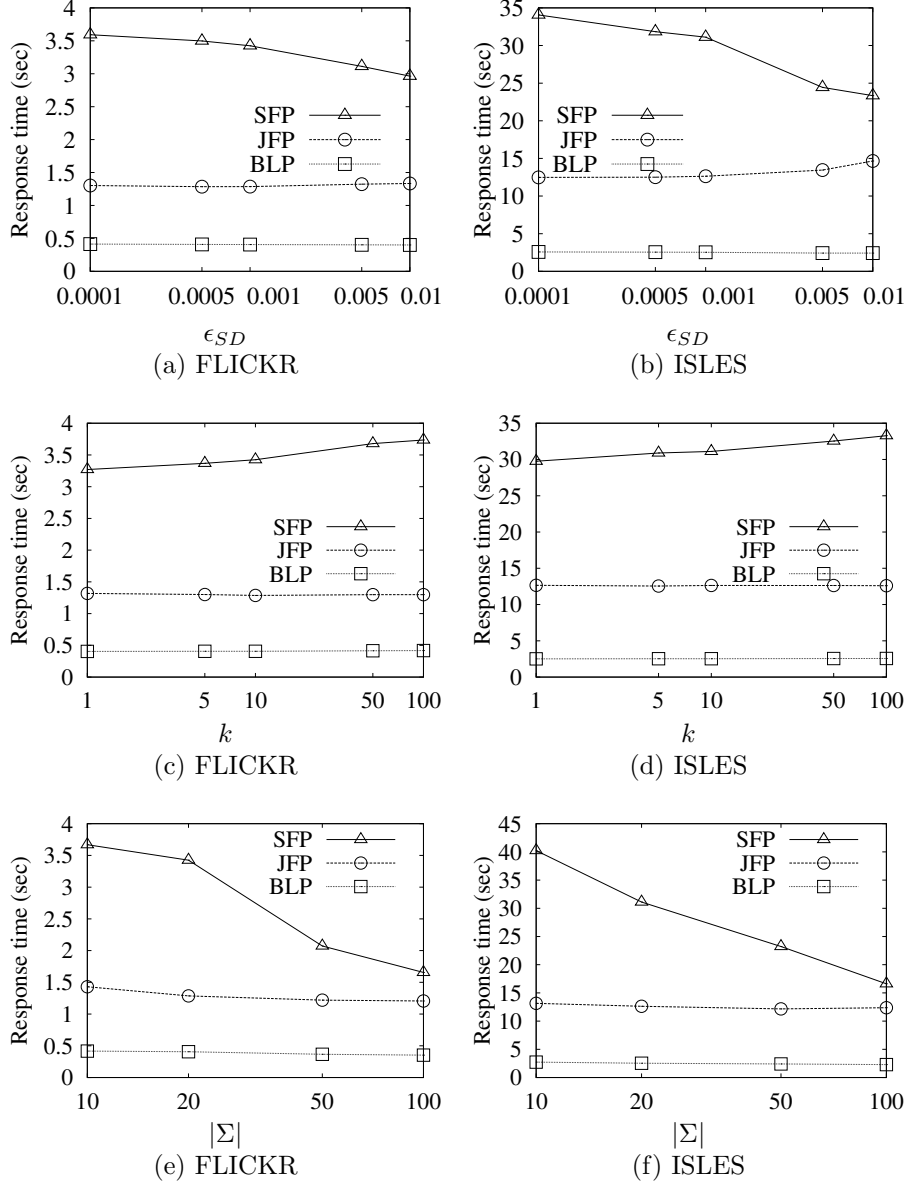 4
3.5
3
2.5
2
1.5
1
0.5
0
Response time (sec)
SFP
JFP
BLP
0.0001 0.0005 0.001 0.005 0.01
ϵ_SD
(a) FLICKR
35
30
25
20
15
10
5
0
Response time (sec)
SFP
JFP
BLP
0.0001 0.0005 0.001 0.005 0.01
ϵ_SD
(b) ISLES
4
3.5
3
2.5
2
1.5
1
0.5
0
Response time (sec)
SFP
JFP
BLP
1 5 10 50 100
k
(c) FLICKR
35
30
25
20
15
10
5
0
Response time (sec)
SFP
JFP
BLP
1 5 10 50 100
k
(d) ISLES
4
3.5
3
2.5
2
1.5
1
0.5
0
Response time (sec)
SFP
JFP
BLP
10 20 50 100
|Σ|
(e) FLICKR
45
40
35
30
25
20
15
10
5
0
Response time (sec)
SFP
JFP
BLP
10 20 50 100
|Σ|
(f) ISLES